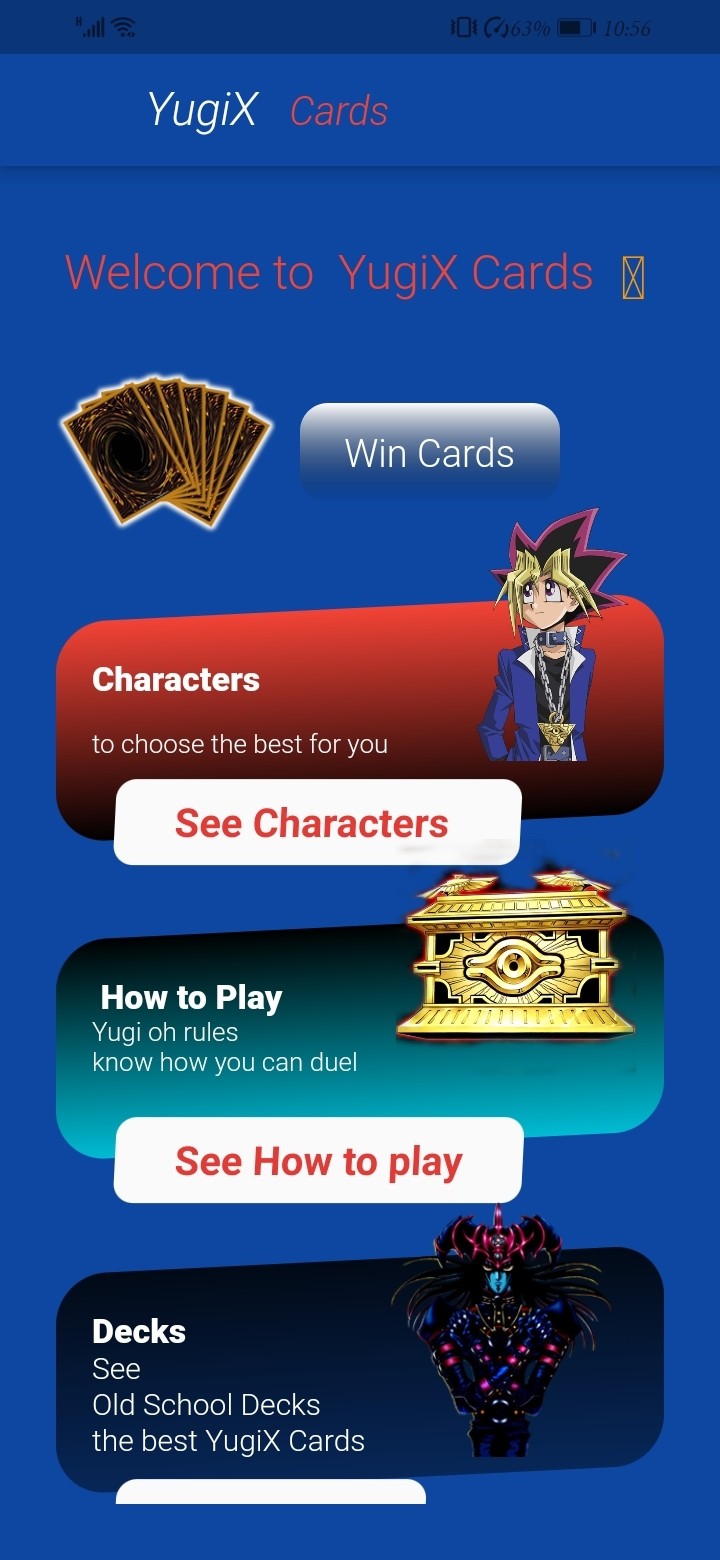 H 63% 10:56
YugiX Cards
Welcome to YugiX Cards
Win Cards
Characters
to choose the best for you
See Characters
How to Play
Yugi oh rules
know how you can duel
See How to play
Decks
See
Old School Decks
the best YugiX Cards